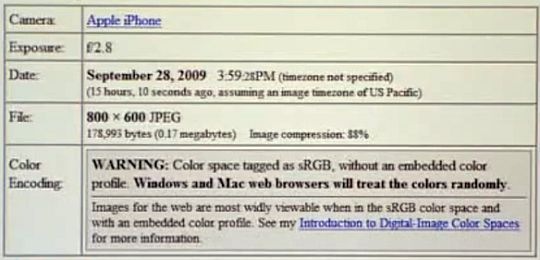 Camera: Apple iPhone
Exposure: f/2.8
Date: September 28, 2009 3:59:28PM (timezone not specified)
(15 hours, 10 seconds ago, assuming an image timezone of US Pacific)
File: 800 × 600 JPEG
178,993 bytes (0.17 megabytes) Image compression: 88%
Color Encoding: WARNING: Color space tagged as sRGB, without an embedded color
profile. Windows and Mac web browsers will treat the colors randomly.
Images for the web are most widly viewable when in the sRGB color space and
with an embedded color profile. See my Introduction to Digital-Image Color Spaces
for more information.